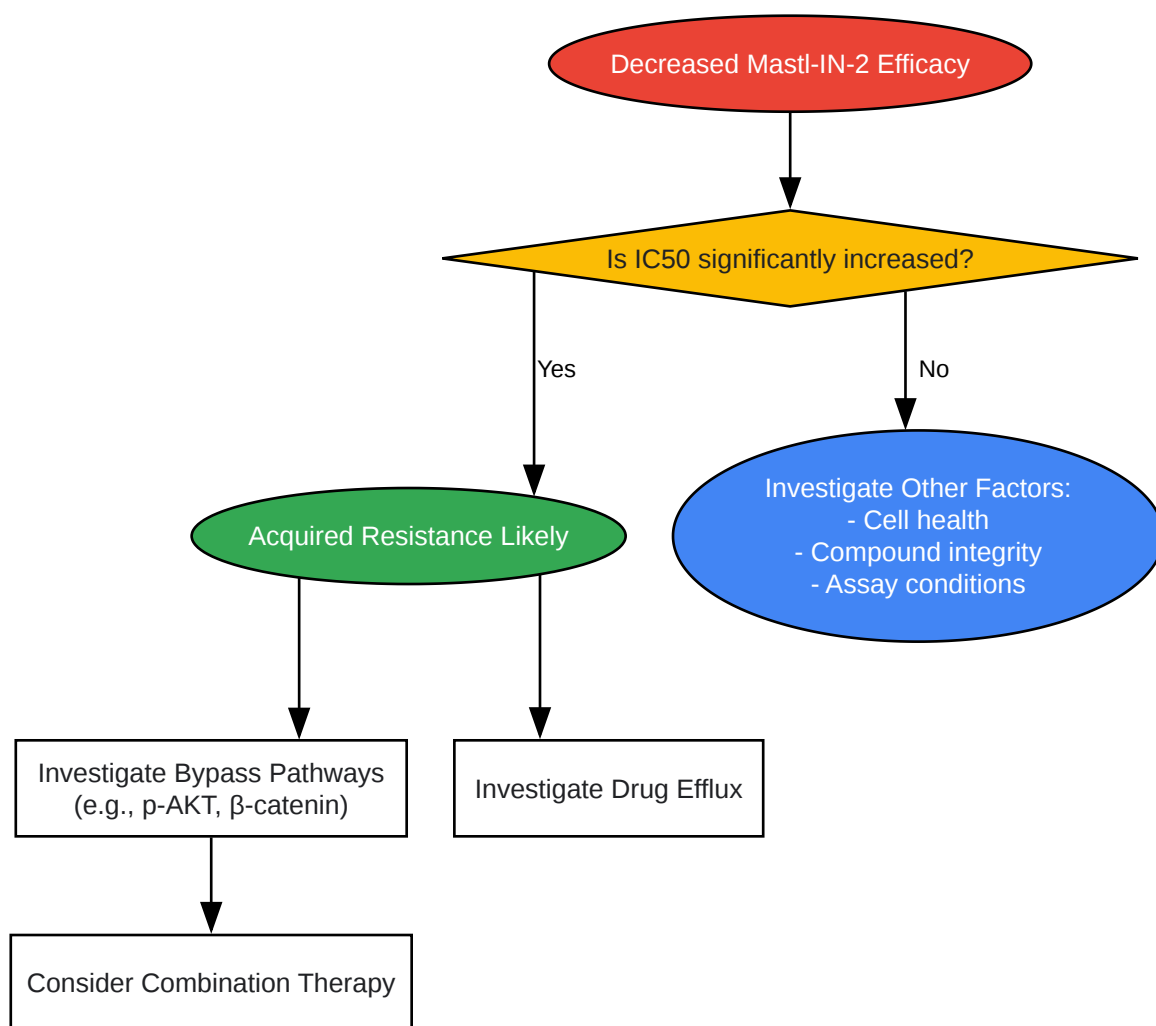 Decreased Mastl-IN-2 Efficacy
Is IC50 significantly increased?
Yes
No
Investigate Other Factors:
- Cell health
- Compound integrity
- Assay conditions
Acquired Resistance Likely
Investigate Bypass Pathways
(e.g., p-AKT, β-catenin)
Investigate Drug Efflux
Consider Combination Therapy